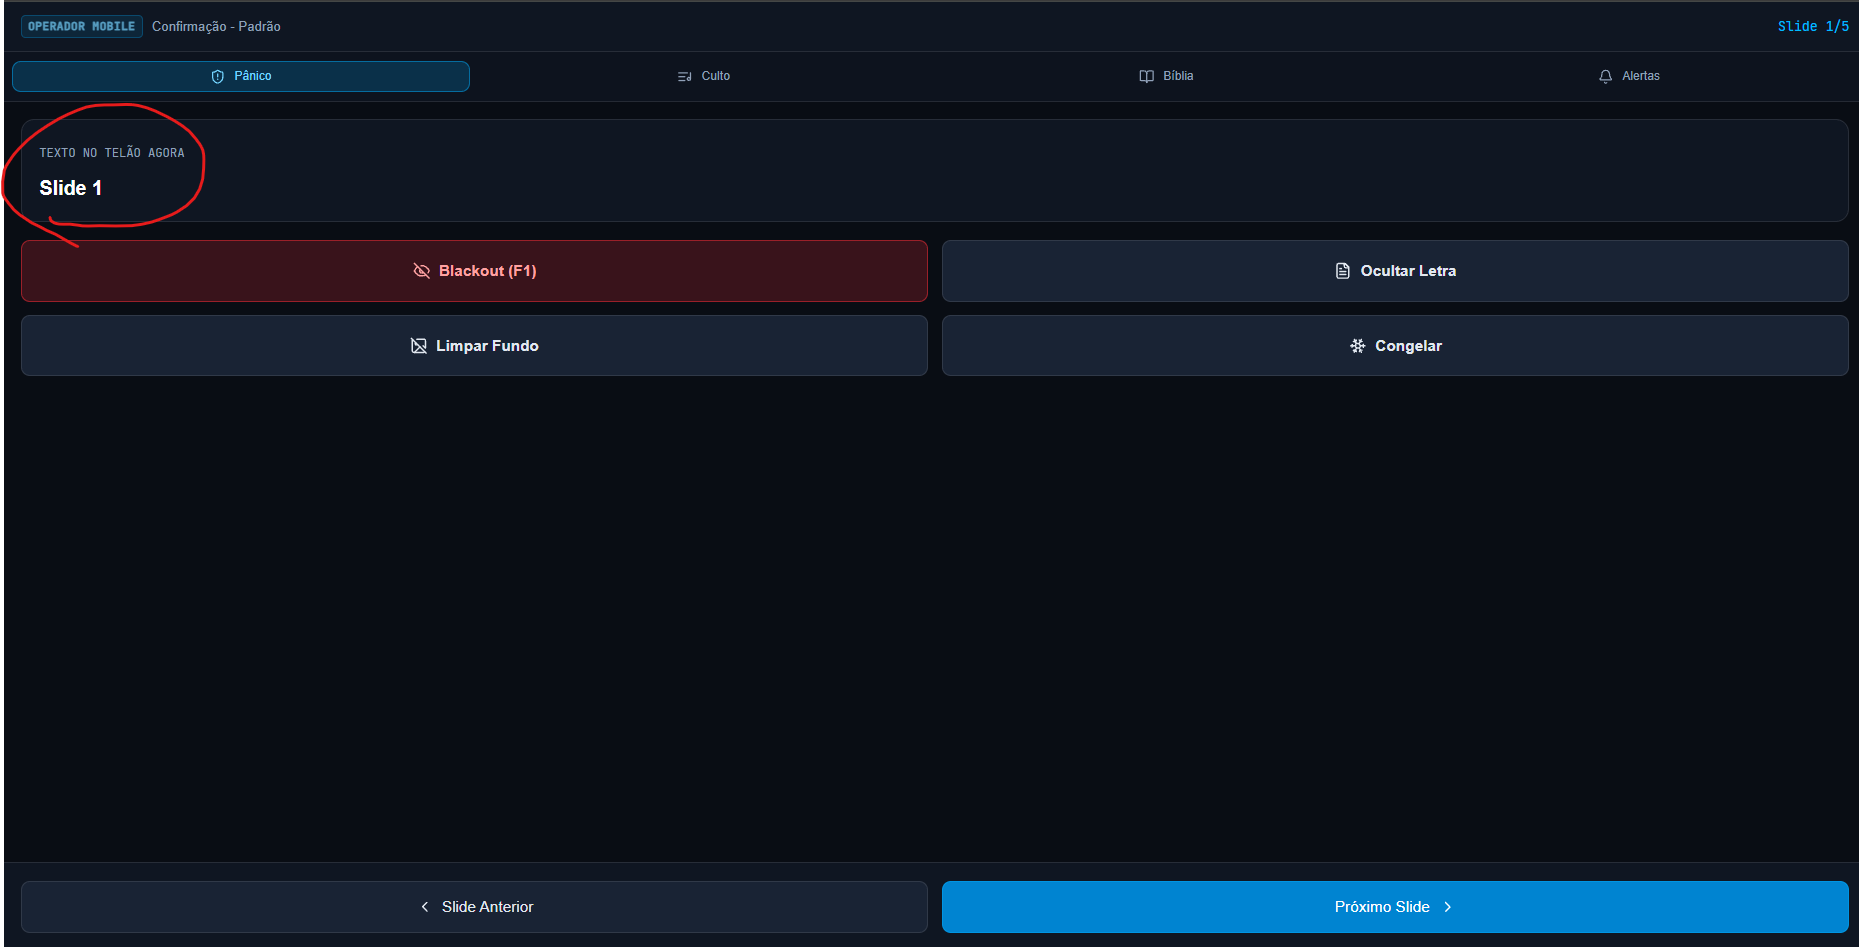 OPERADOR MOBILE Confirmação - Padrão Slide 1/5
Pânico Culto Bíblia Alertas
TEXTO NO TELÃO AGORA
Slide 1
Blackout (F1) Ocultar Letra
Limpar Fundo Congelar
Slide Anterior Próximo Slide